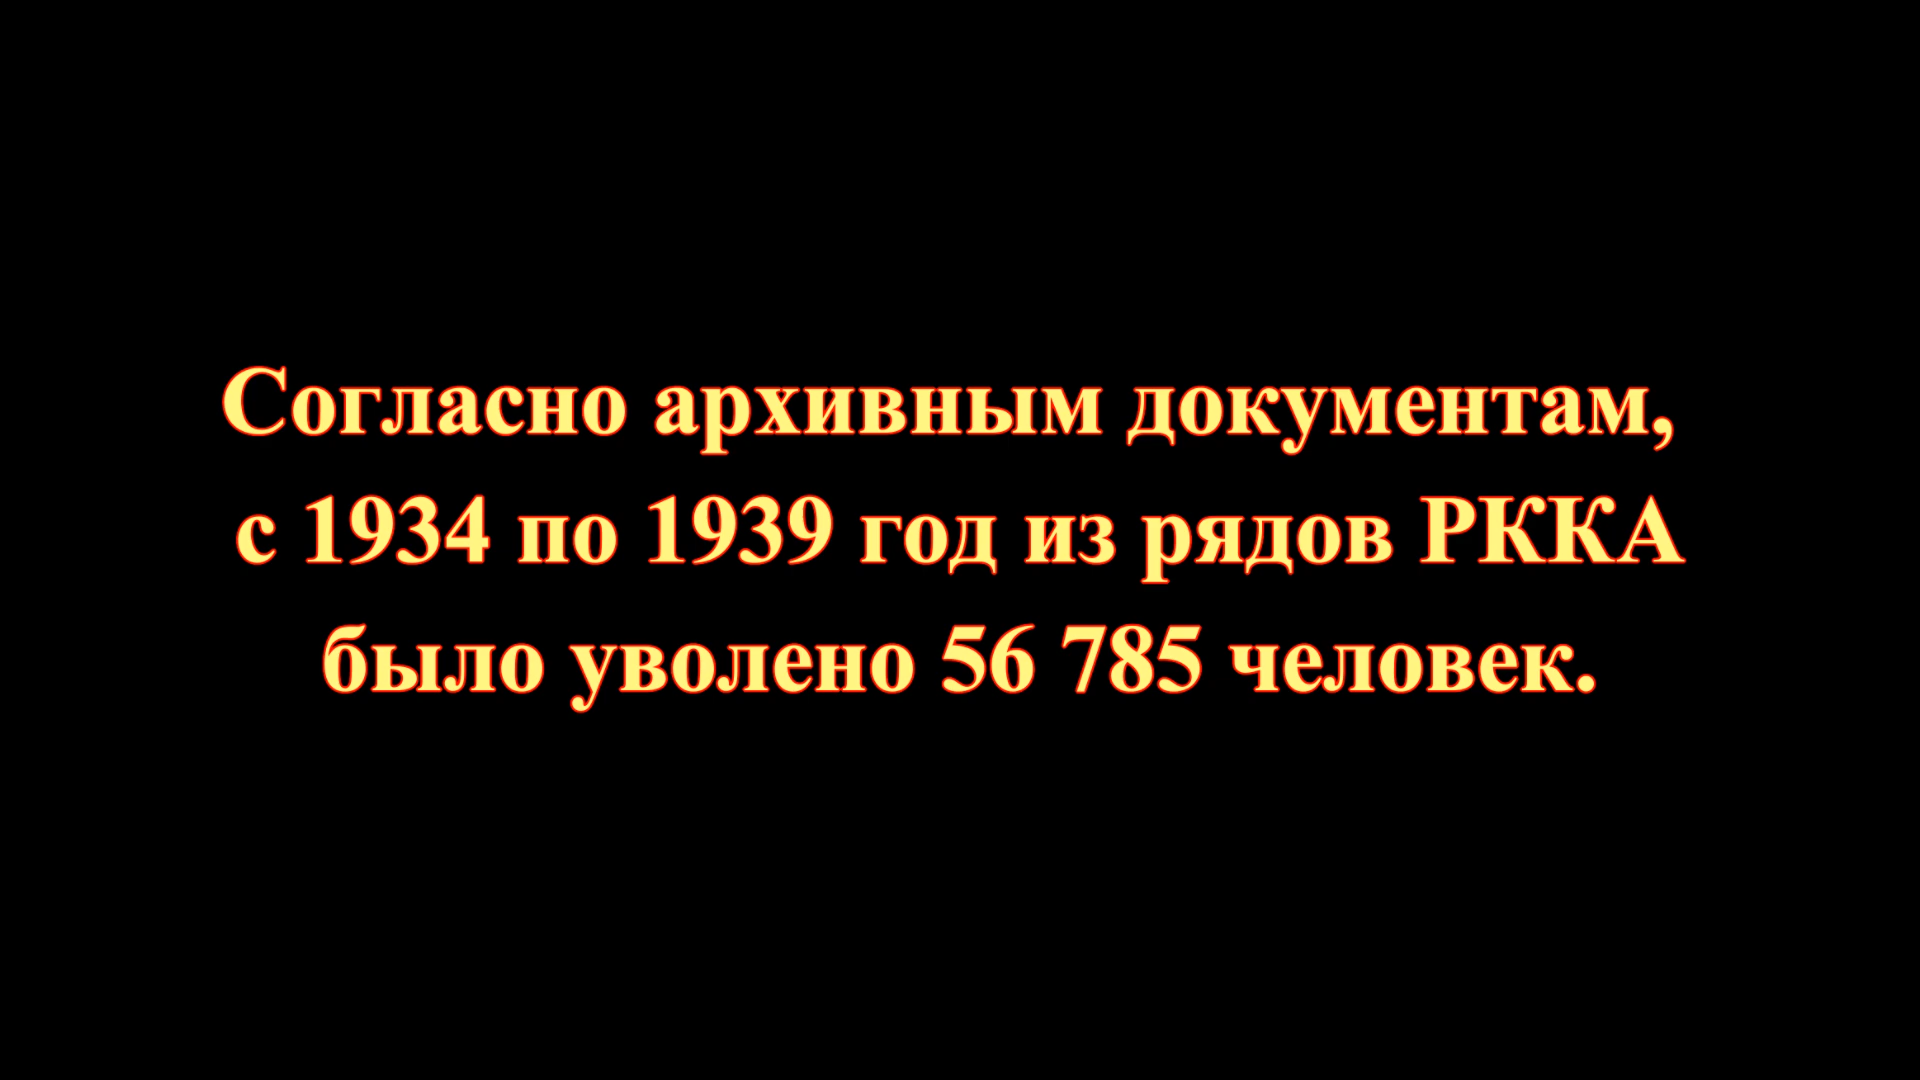 Согласно архивным документам,
с 1934 по 1939 год из рядов РККА
было уволено 56 785 человек.